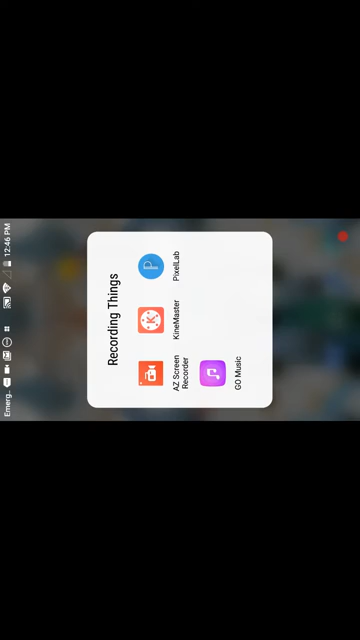 Emerg...
12:46 PM
Recording Things
AZ Screen
Recorder
KineMaster
PixelLab
GO Music